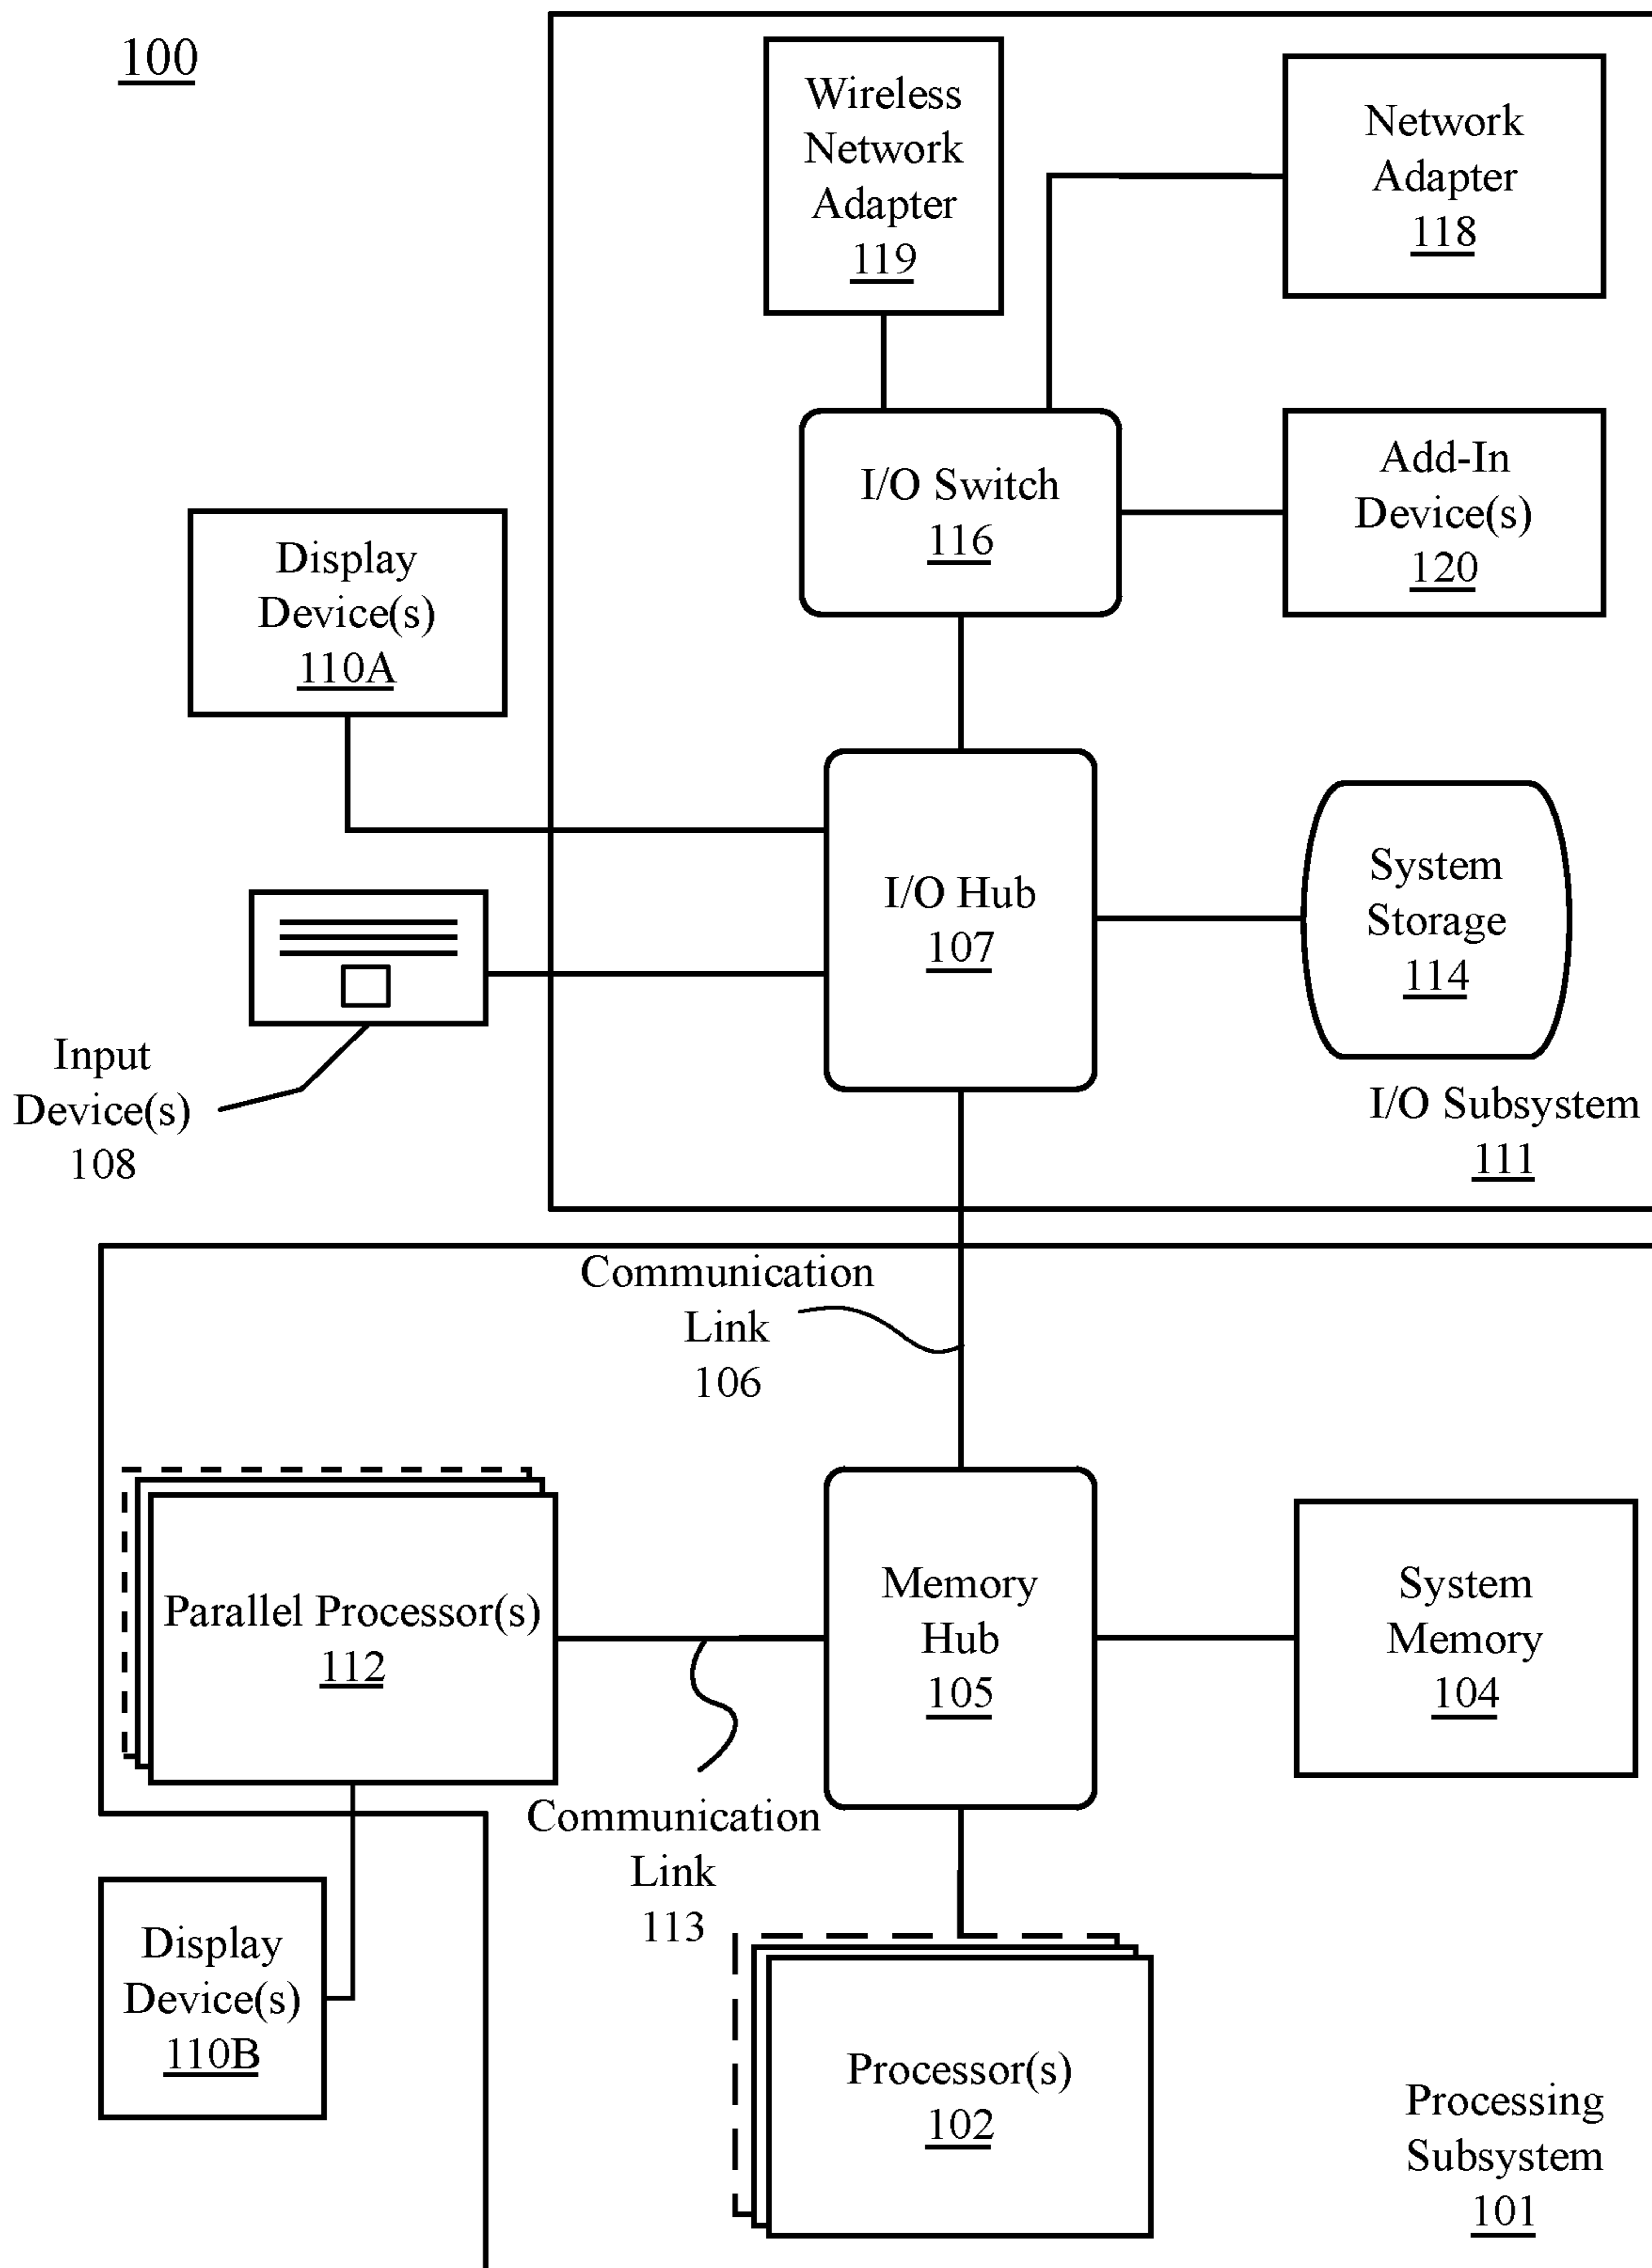 100
Wireless
Network
Adapter
119
Network
Adapter
118
I/O Switch
116
Add-In
Device(s)
120
Display
Device(s)
110A
I/O Hub
107
System
Storage
114
Input
Device(s)
108
I/O Subsystem
111
Communication
Link
106
Parallel Processor(s)
112
Memory
Hub
105
System
Memory
104
Communication
Link
113
Display
Device(s)
110B
Processor(s)
102
Processing
Subsystem
101